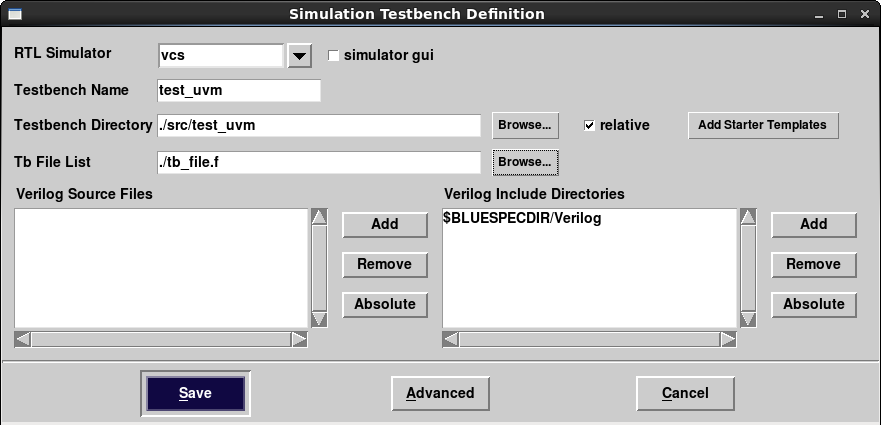 Simulation Testbench Definition
RTL Simulator vcs simulator gui
Testbench Name test_uvm
Testbench Directory ./src/test_uvm Browse... relative Add Starter Templates
Tb File List ./tb_file.f Browse...
Verilog Source Files Verilog Include Directories
$BLUESPECDIR/Verilog
Add Add
Remove Remove
Absolute Absolute
Save Advanced Cancel